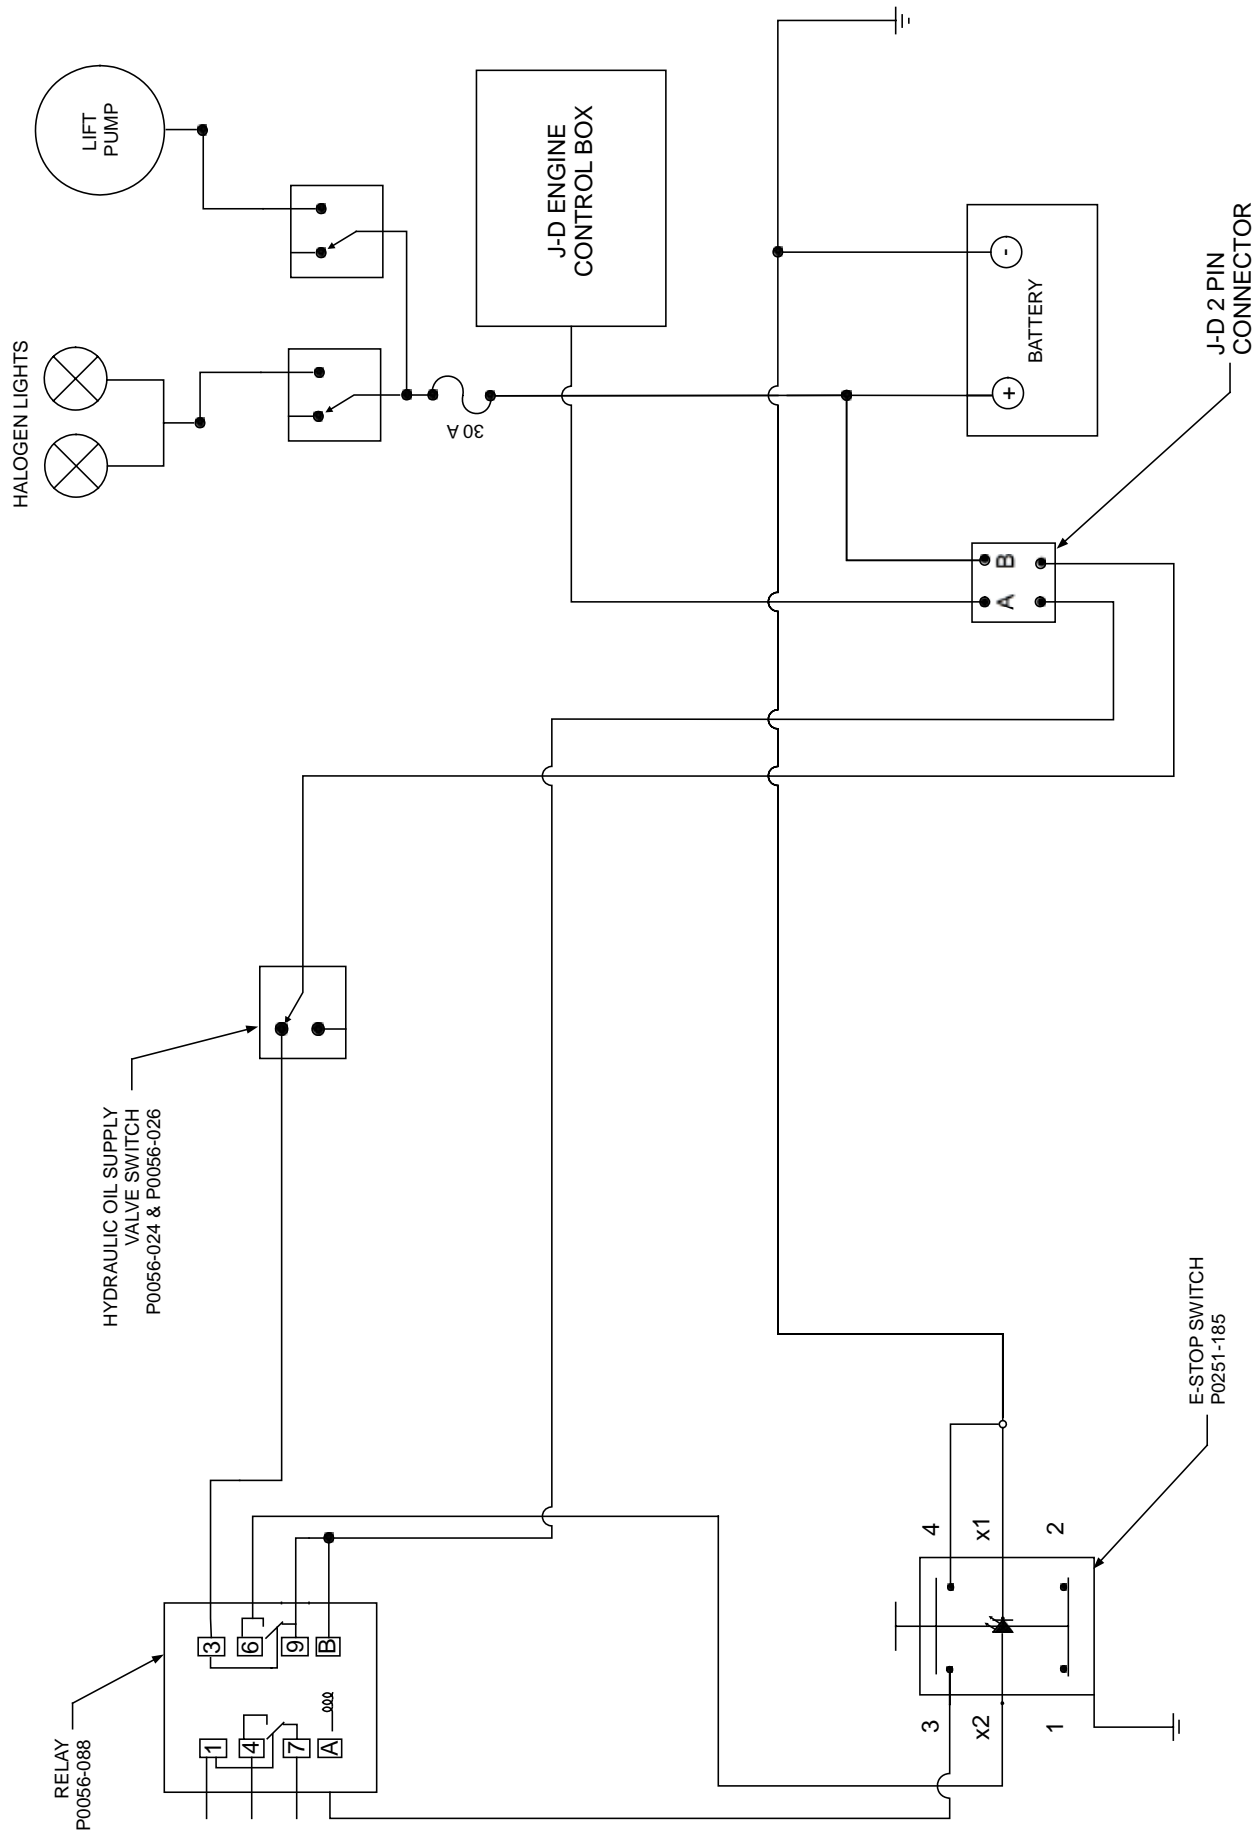 HALOGEN LIGHTS
LIFT
PUMP
30 A
J-D ENGINE
CONTROL BOX
+
BATTERY
-
J-D 2 PIN
CONNECTOR
A
B
HYDRAULIC OIL SUPPLY
VALVE SWITCH
P0056-024 & P0056-026
RELAY
P0056-088
1
3
4
6
7
9
A
B
E-STOP SWITCH
P0251-185
3
4
x2
x1
1
2